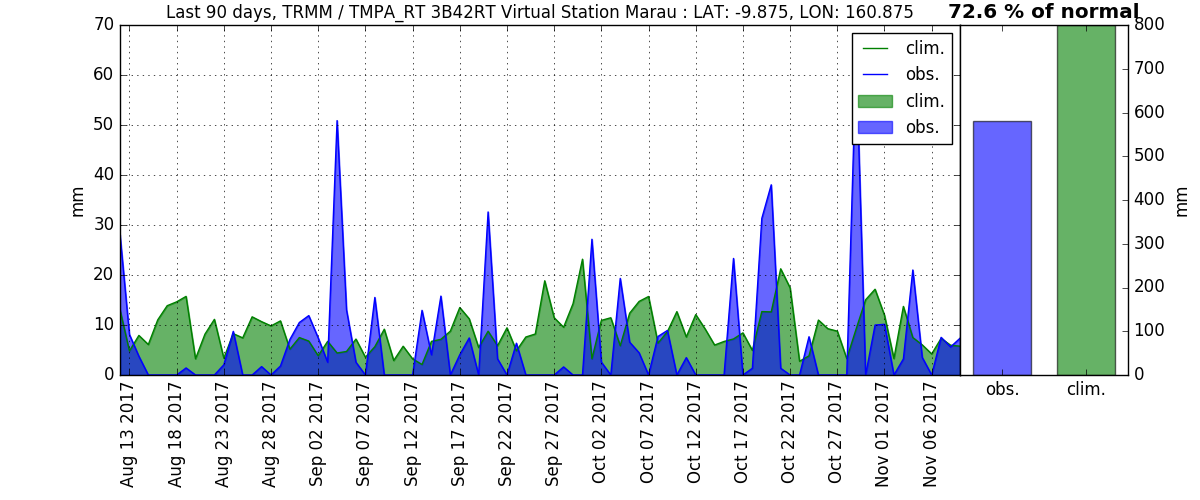 Last 90 days, TRMM / TMPA_RT 3B42RT Virtual Station Marau : LAT: -9.875, LON: 160.875
72.6 % of normal
70
60
50
40
30
20
10
0
mm
clim.
obs.
clim.
obs.
800
700
600
500
400
300
200
100
0
mm
obs.
clim.
Aug 13 2017
Aug 18 2017
Aug 23 2017
Aug 28 2017
Sep 02 2017
Sep 07 2017
Sep 12 2017
Sep 17 2017
Sep 22 2017
Sep 27 2017
Oct 02 2017
Oct 07 2017
Oct 12 2017
Oct 17 2017
Oct 22 2017
Oct 27 2017
Nov 01 2017
Nov 06 2017